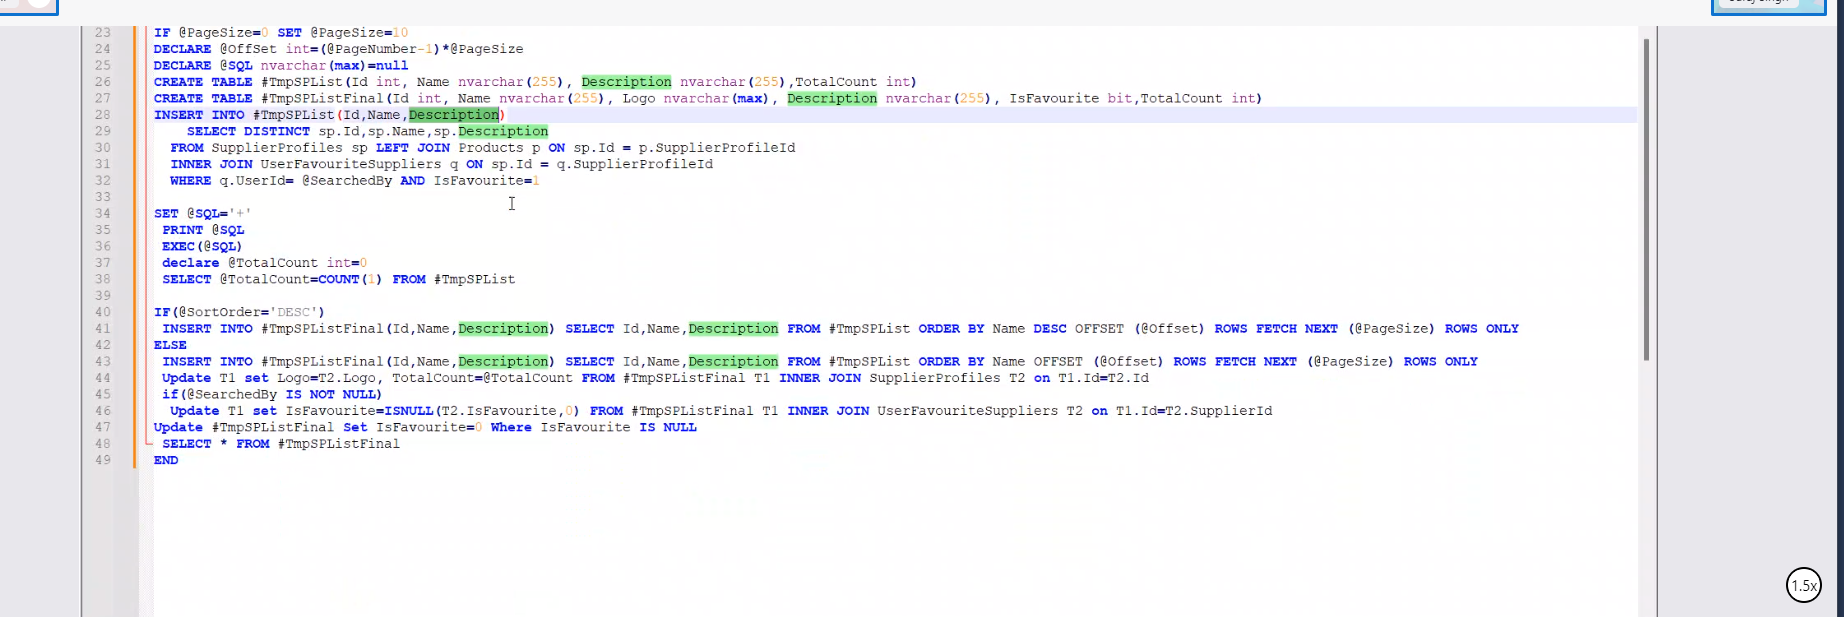 23 IF @PageSize=0 SET @PageSize=10
24 DECLARE @OffSet int=(@PageNumber-1)*@PageSize
25 DECLARE @SQL nvarchar(max)=null
26 CREATE TABLE #TmpSPList(Id int, Name nvarchar(255), Description nvarchar(255),TotalCount int)
27 CREATE TABLE #TmpSPListFinal(Id int, Name nvarchar(255), Logo nvarchar(max), Description nvarchar(255), IsFavourite bit,TotalCount int)
28 INSERT INTO #TmpSPList(Id,Name,Description)
29 SELECT DISTINCT sp.Id,sp.Name,sp.Description
30 FROM SupplierProfiles sp LEFT JOIN Products p ON sp.Id = p.SupplierProfileId
31 INNER JOIN UserFavouriteSuppliers q ON sp.Id = q.SupplierProfileId
32 WHERE q.UserId= @SearchedBy AND IsFavourite=1
33
34 SET @SQL='+'
35 PRINT @SQL
36 EXEC(@SQL)
37 declare @TotalCount int=0
38 SELECT @TotalCount=COUNT(1) FROM #TmpSPList
39
40 IF(@SortOrder='DESC')
41 INSERT INTO #TmpSPListFinal(Id,Name,Description) SELECT Id,Name,Description FROM #TmpSPList ORDER BY Name DESC OFFSET (@Offset) ROWS FETCH NEXT (@PageSize) ROWS ONLY
42 ELSE
43 INSERT INTO #TmpSPListFinal(Id,Name,Description) SELECT Id,Name,Description FROM #TmpSPList ORDER BY Name OFFSET (@Offset) ROWS FETCH NEXT (@PageSize) ROWS ONLY
44 Update T1 set Logo=T2.Logo, TotalCount=@TotalCount FROM #TmpSPListFinal T1 INNER JOIN SupplierProfiles T2 on T1.Id=T2.Id
45 if(@SearchedBy IS NOT NULL)
46 Update T1 set IsFavourite=ISNULL(T2.IsFavourite,0) FROM #TmpSPListFinal T1 INNER JOIN UserFavouriteSuppliers T2 on T1.Id=T2.SupplierId
47 Update #TmpSPListFinal Set IsFavourite=0 Where IsFavourite IS NULL
48 SELECT * FROM #TmpSPListFinal
49 END
1.5x